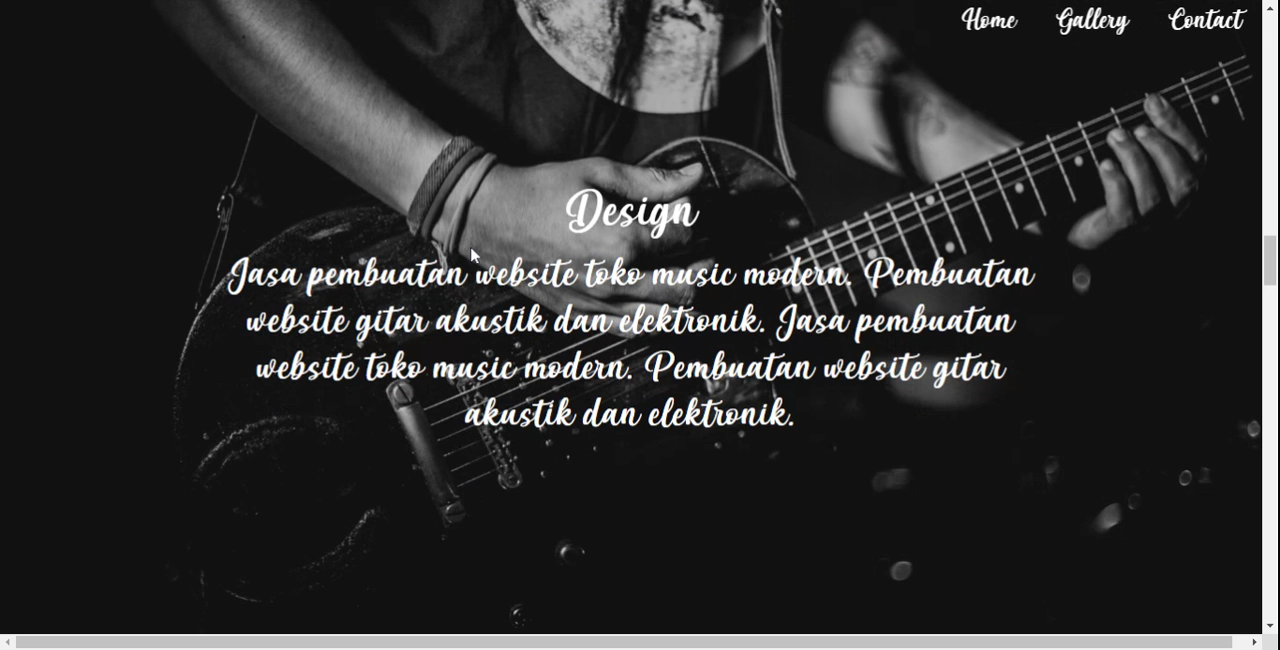 Home Gallery Contact
Design
Jasa pembuatan website toko music modern. Pembuatan
website gitar akustik dan elektronik. Jasa pembuatan
website toko music modern. Pembuatan website gitar
akustik dan elektronik.